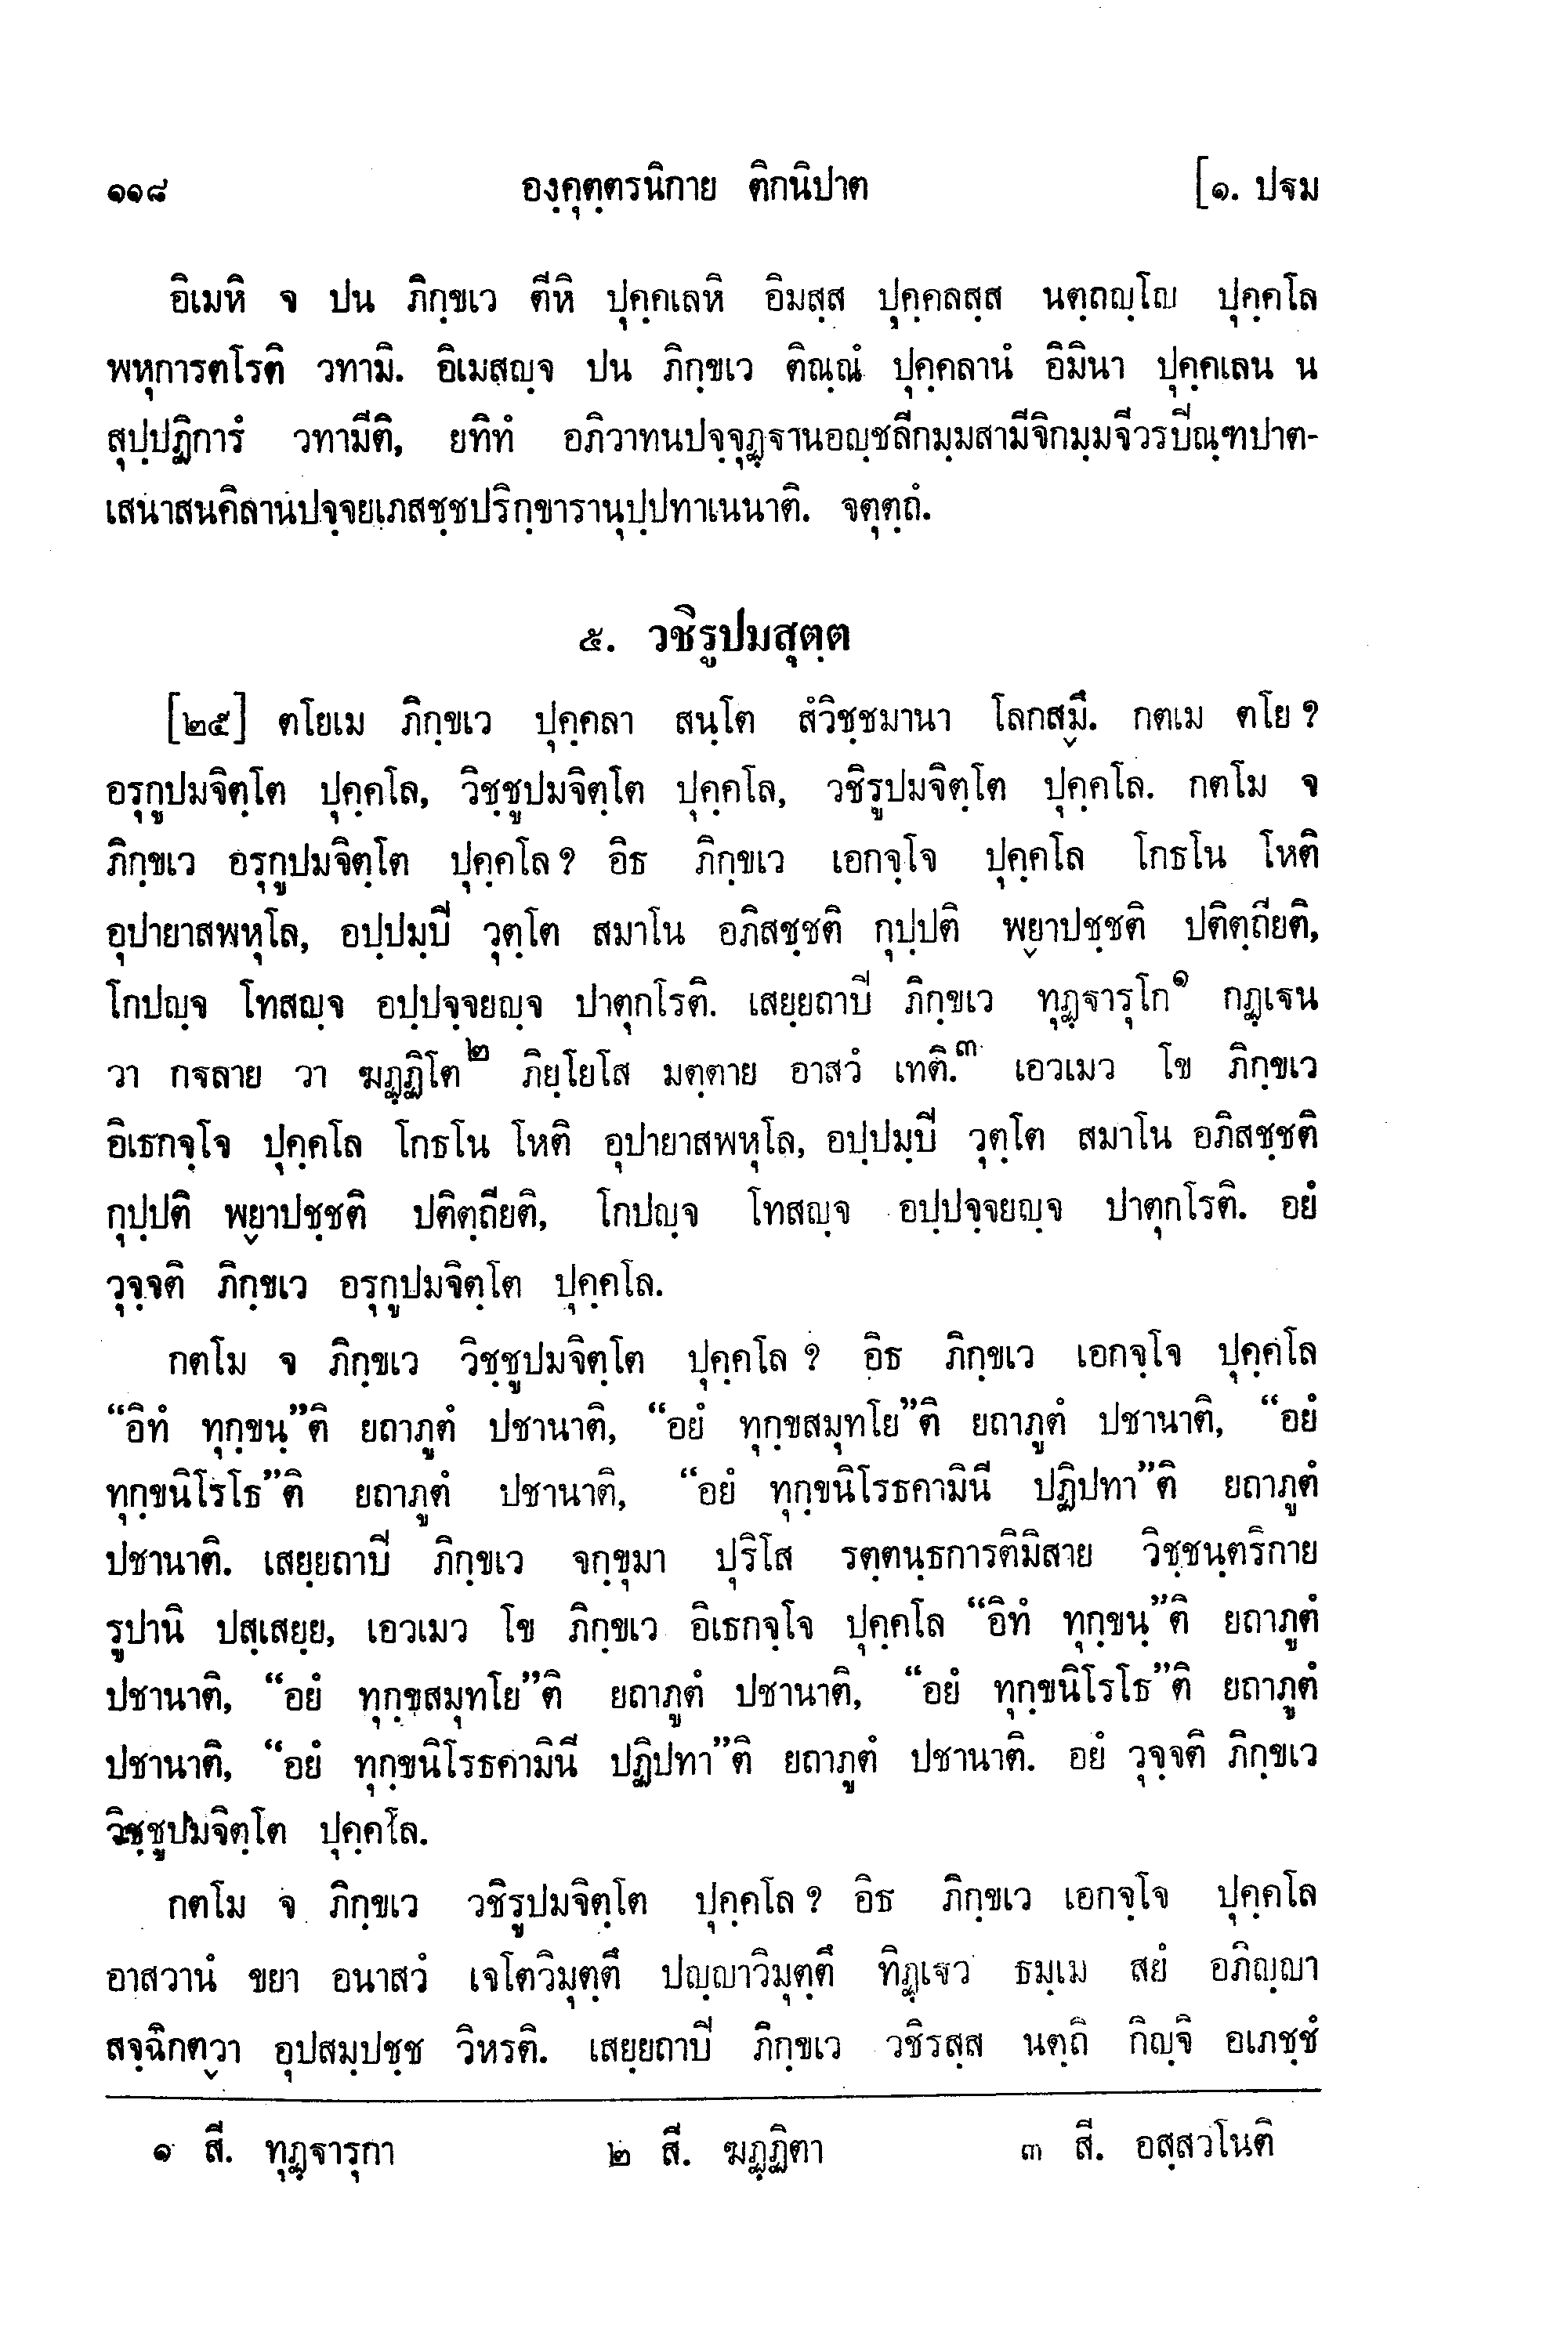 ๑๑๘ องฺคุตฺตรนิกาย ติกนิปาต [๑. ปฐม
อิเมหิ จ ปน ภิกฺขเว ตีหิ ปุคฺคเลหิ อิมสฺส ปุคฺคลสฺส นตฺถญฺโญ ปุคฺคโล
พหุการตโรติ วทามิ. อิเมสญฺจ ปน ภิกฺขเว ติณฺณํ ปุคฺคลานํ อิมินา ปุคฺคเลน น
สุปฺปฏิการํ วทามีติ, ยทิทํ อภิวาทนปจฺจุฏฺฐานอญฺชลีกมฺมสามีจิกมฺมจีวรปิณฺฑปาต-
เสนาสนคิลานปจฺจยเภสชฺชปริกฺขารานุปฺปทาเนนาติ. จตุตฺถํ.
๕. วชิรูปมสุตฺต
[๒๕] ตโยเม ภิกฺขเว ปุคฺคลา สนฺโต สํวิชฺชมานา โลกสฺมึ. กตเม ตโย ?
อรุกูปมจิตฺโต ปุคฺคโล, วิชฺชูปมจิตฺโต ปุคฺคโล, วชิรูปมจิตฺโต ปุคฺคโล. กตโม จ
ภิกฺขเว อรุกูปมจิตฺโต ปุคฺคโล ? อิธ ภิกฺขเว เอกจฺโจ ปุคฺคโล โกธโน โหติ
อุปายาสพหุโล, อปฺปมฺปิ วุตฺโต สมาโน อภิสชฺชติ กุปฺปติ พฺยาปชฺชติ ปติตฺถียติ,
โกปญฺจ โทสญฺจ อปฺปจฺจยญฺจ ปาตุกโรติ. เสยฺยถาปิ ภิกฺขเว ทุฏฺฐารุโก๑ กฏฺเฐน
วา กฐลาย วา ฆฏฺฏิโต๒ ภิยฺโยโส มตฺตาย อาสวํ เทติ.๓ เอวเมว โข ภิกฺขเว
อิเธกจฺโจ ปุคฺคโล โกธโน โหติ อุปายาสพหุโล, อปฺปมฺปิ วุตฺโต สมาโน อภิสชฺชติ
กุปฺปติ พฺยาปชฺชติ ปติตฺถียติ, โกปญฺจ โทสญฺจ อปฺปจฺจยญฺจ ปาตุกโรติ. อยํ
วุจฺจติ ภิกฺขเว อรุกูปมจิตฺโต ปุคฺคโล.
กตโม จ ภิกฺขเว วิชฺชูปมจิตฺโต ปุคฺคโล ? อิธ ภิกฺขเว เอกจฺโจ ปุคฺคโล
“อิทํ ทุกฺขนฺ”ติ ยถาภูตํ ปชานาติ, “อยํ ทุกฺขสมุทโย”ติ ยถาภูตํ ปชานาติ, “อยํ
ทุกฺขนิโรโธ”ติ ยถาภูตํ ปชานาติ, “อยํ ทุกฺขนิโรธคามินี ปฏิปทา”ติ ยถาภูตํ
ปชานาติ. เสยฺยถาปิ ภิกฺขเว จกฺขุมา ปุริโส รตฺตนฺธการติมิสาย วิชฺชนฺตริกาย
รูปานิ ปสฺเสยฺย, เอวเมว โข ภิกฺขเว อิเธกจฺโจ ปุคฺคโล “อิทํ ทุกฺขนฺ”ติ ยถาภูตํ
ปชานาติ, “อยํ ทุกฺขสมุทโย”ติ ยถาภูตํ ปชานาติ, “อยํ ทุกฺขนิโรโธ”ติ ยถาภูตํ
ปชานาติ, “อยํ ทุกฺขนิโรธคามินี ปฏิปทา”ติ ยถาภูตํ ปชานาติ. อยํ วุจฺจติ ภิกฺขเว
วิชฺชูปมจิตฺโต ปุคฺคโล.
กตโม จ ภิกฺขเว วชิรูปมจิตฺโต ปุคฺคโล ? อิธ ภิกฺขเว เอกจฺโจ ปุคฺคโล
อาสวานํ ขยา อนาสวํ เจโตวิมุตฺตึ ปญฺญาวิมุตฺตึ ทิฏฺเฐว ธมฺเม สยํ อภิญฺญา
สจฺฉิกตฺวา อุปสมฺปชฺช วิหรติ. เสยฺยถาปิ ภิกฺขเว วชิรสฺส นตฺถิ กิญฺจิ อเภชฺชํ
๑ สี. ทุฏฺฐารุกา ๒ สี. ฆฏฺฏิตา ๓ สี. อสฺสวโนติ